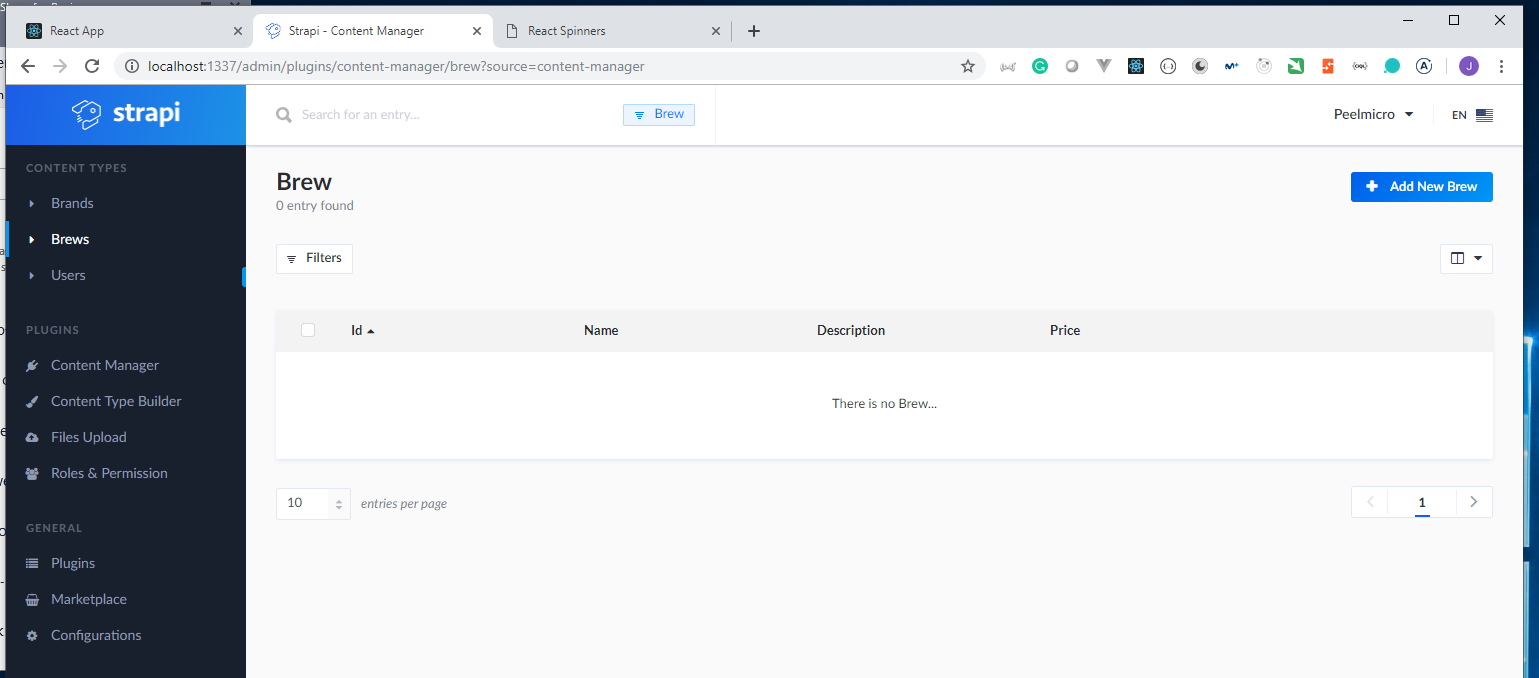 React App
Strapi - Content Manager
React Spinners
localhost:1337/admin/plugins/content-manager/brew?source=content-manager
J
strapi
Search for an entry...
Brew
Peelmicro
EN
CONTENT TYPES
Brands
Brews
Users
PLUGINS
Content Manager
Content Type Builder
Files Upload
Roles & Permission
GENERAL
Plugins
Marketplace
Configurations
Brew
0 entry found
Add New Brew
Filters
Id Name Description Price
There is no Brew...
10 entries per page
1